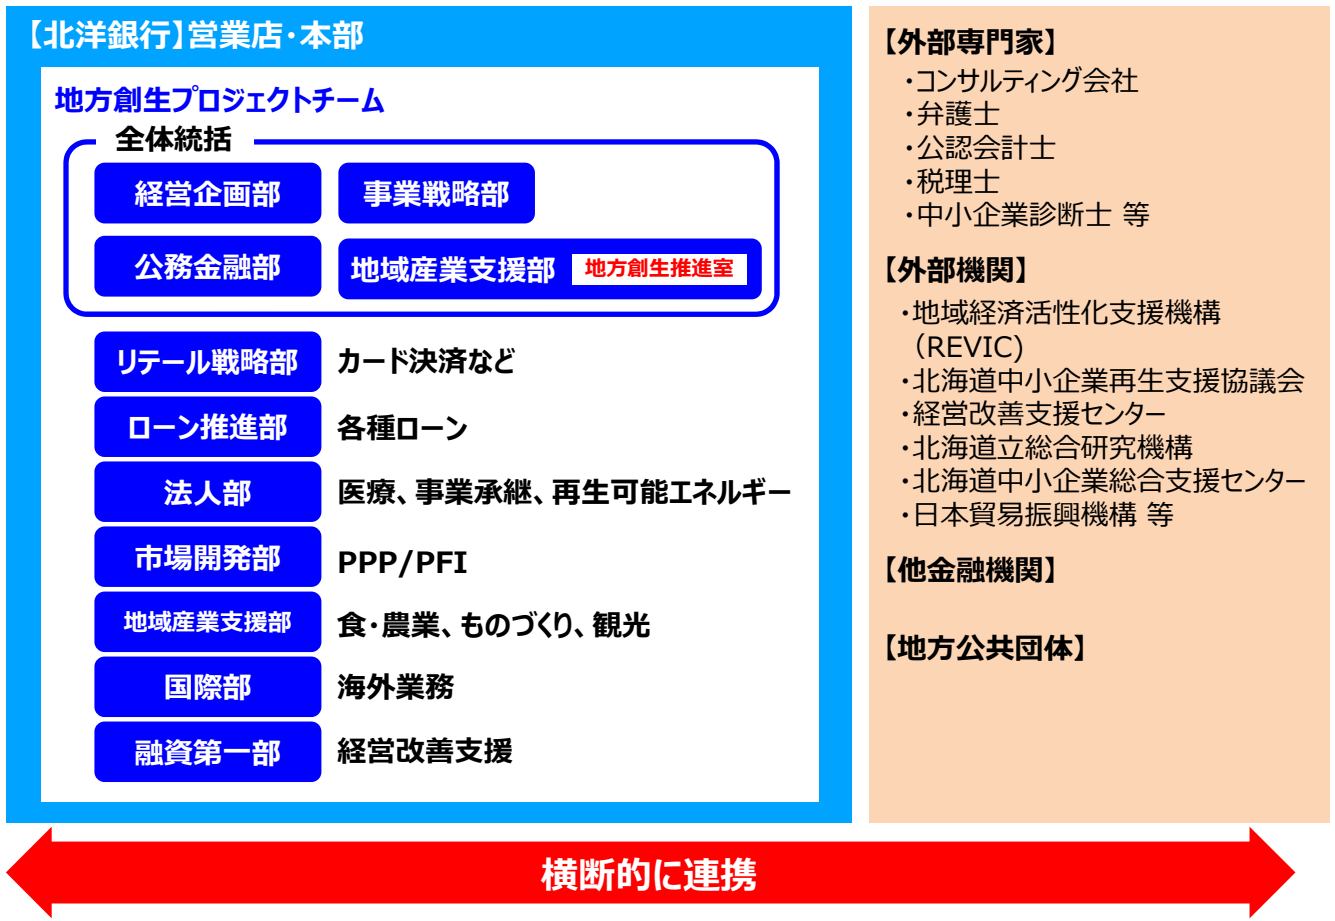 【北洋銀行】営業店・本部
地方創生プロジェクトチーム
全体統括
経営企画部
事業戦略部
公務金融部
地域産業支援部
地方創生推進室
リテール戦略部
カード決済など
ローン推進部
各種ローン
法人部
医療、事業承継、再生可能エネルギー
市場開発部
PPP/PFI
地域産業支援部
食・農業、ものづくり、観光
国際部
海外業務
融資第一部
経営改善支援
【外部専門家】
・コンサルティング会社
・弁護士
・公認会計士
・税理士
・中小企業診断士 等
【外部機関】
・地域経済活性化支援機構
（REVIC)
・北海道中小企業再生支援協議会
・経営改善支援センター
・北海道立総合研究機構
・北海道中小企業総合支援センター
・日本貿易振興機構 等
【他金融機関】
【地方公共団体】
横断的に連携